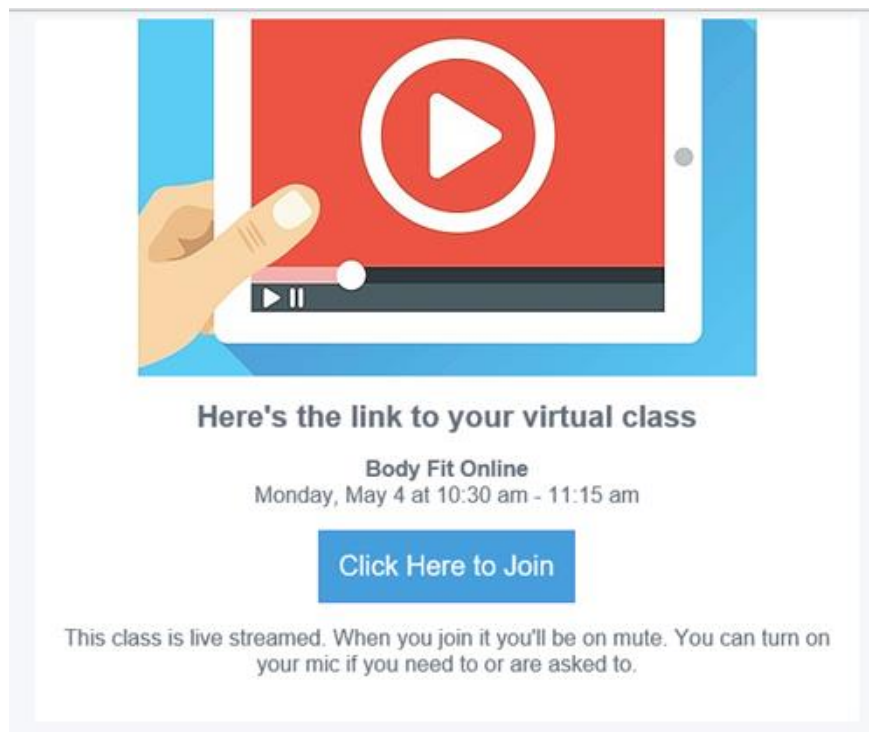 Here's the link to your virtual class
Body Fit Online
Monday, May 4 at 10:30 am - 11:15 am
Click Here to Join
This class is live streamed. When you join it you'll be on mute. You can turn on
your mic if you need to or are asked to.